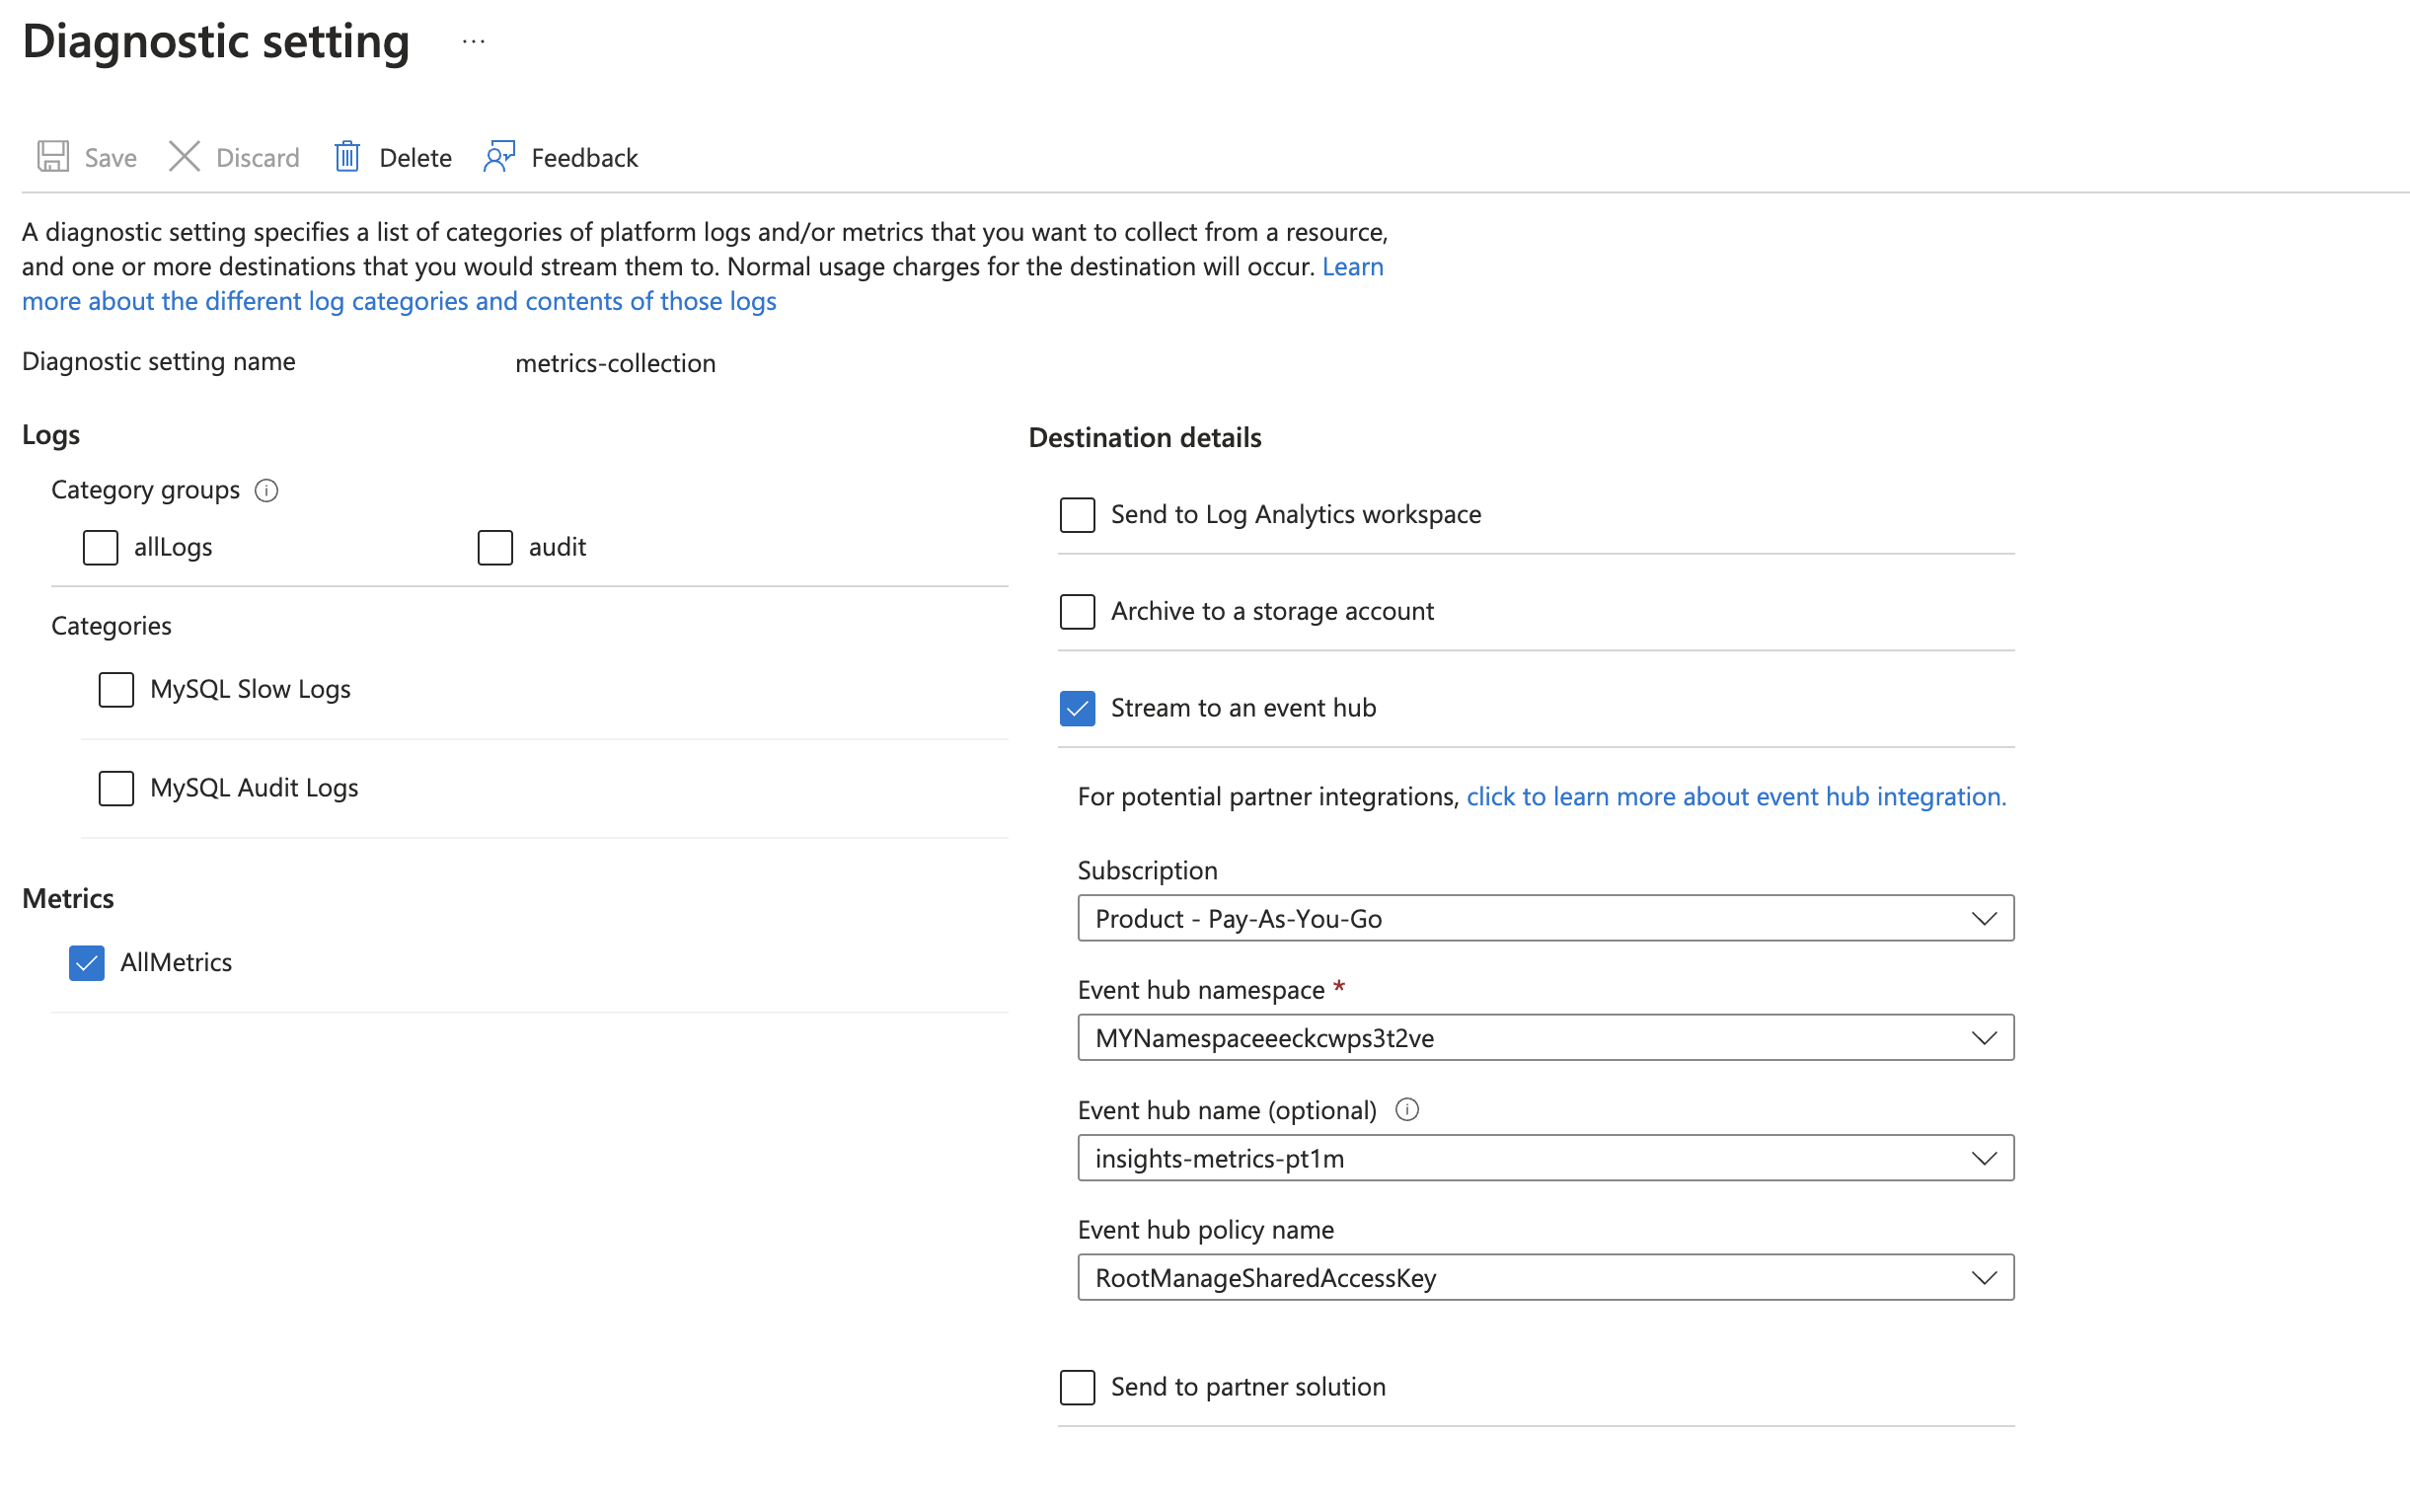 Diagnostic setting ...
Save Discard Delete Feedback
A diagnostic setting specifies a list of categories of platform logs and/or metrics that you want to collect from a resource,
and one or more destinations that you would stream them to. Normal usage charges for the destination will occur. Learn
more about the different log categories and contents of those logs
Diagnostic setting name metrics-collection
Logs
Category groups
allLogs audit
Categories
MySQL Slow Logs
MySQL Audit Logs
Metrics
AllMetrics
Destination details
Send to Log Analytics workspace
Archive to a storage account
Stream to an event hub
For potential partner integrations, click to learn more about event hub integration.
Subscription
Product - Pay-As-You-Go
Event hub namespace *
MYNamespaceeeckcwps3t2ve
Event hub name (optional)
insights-metrics-pt1m
Event hub policy name
RootManageSharedAccessKey
Send to partner solution